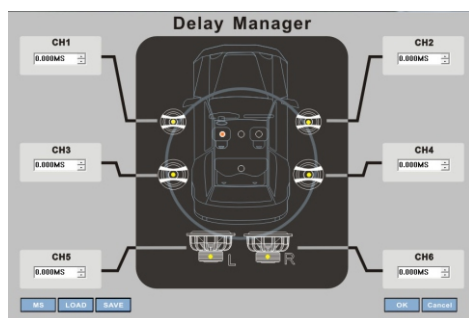 Delay Manager
CH1
0.000MS
CH2
0.000MS
CH3
0.000MS
CH4
0.000MS
CH5
0.000MS
CH6
0.000MS
L
R
MS LOAD SAVE
OK Cancel